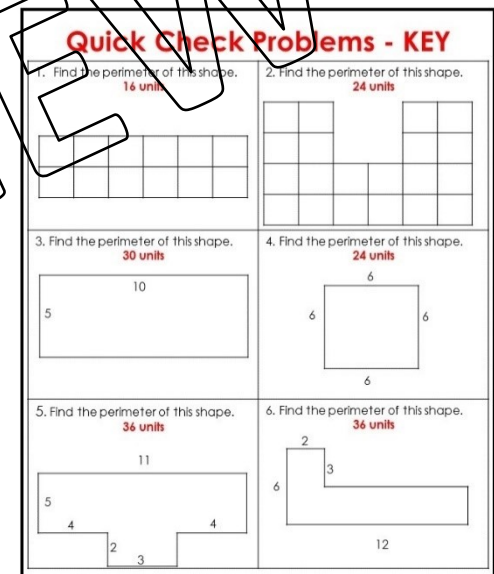 Quick Check Problems - KEY
1. Find the perimeter of this shape.
16 units
2. Find the perimeter of this shape.
24 units
3. Find the perimeter of this shape.
30 units
10
5
4. Find the perimeter of this shape.
24 units
6
6
6
6
5. Find the perimeter of this shape.
36 units
11
5
4
4
2
3
6. Find the perimeter of this shape.
36 units
2
3
6
12